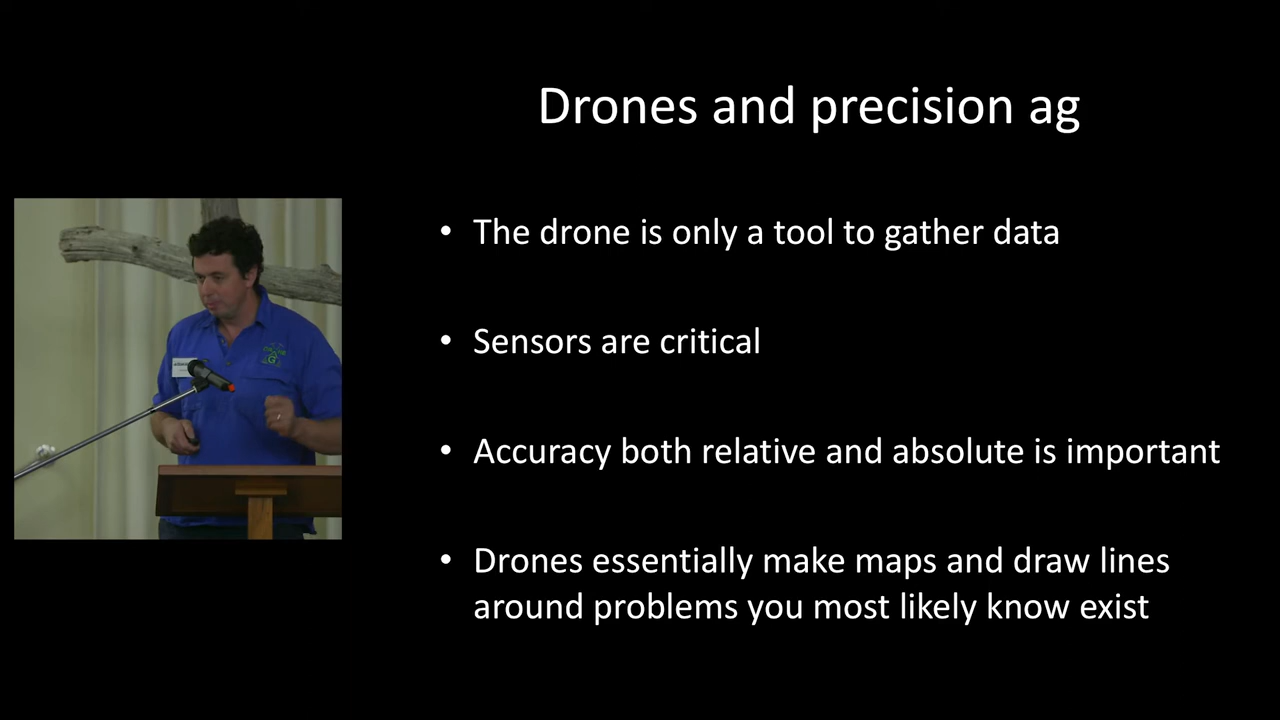 Drones and precision ag
• The drone is only a tool to gather data
• Sensors are critical
• Accuracy both relative and absolute is important
• Drones essentially make maps and draw lines
around problems you most likely know exist